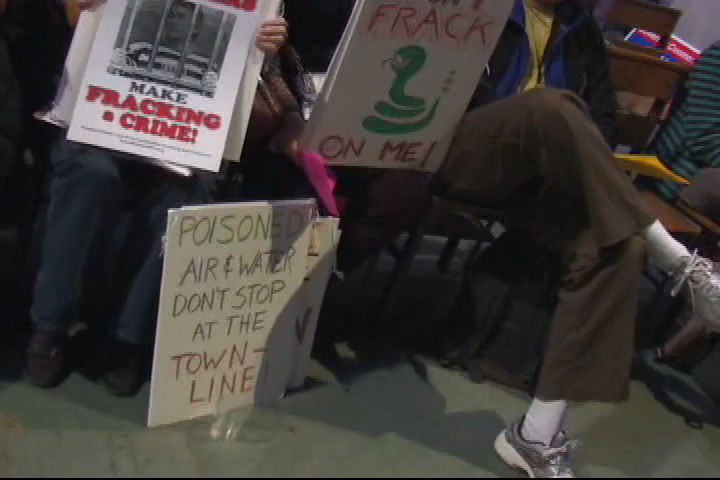 MAKE
FRACKING
a CRIME!
FRACK
ON ME!
POISONED
AIR & WATER
DON'T STOP
AT THE
TOWN-
LINE!